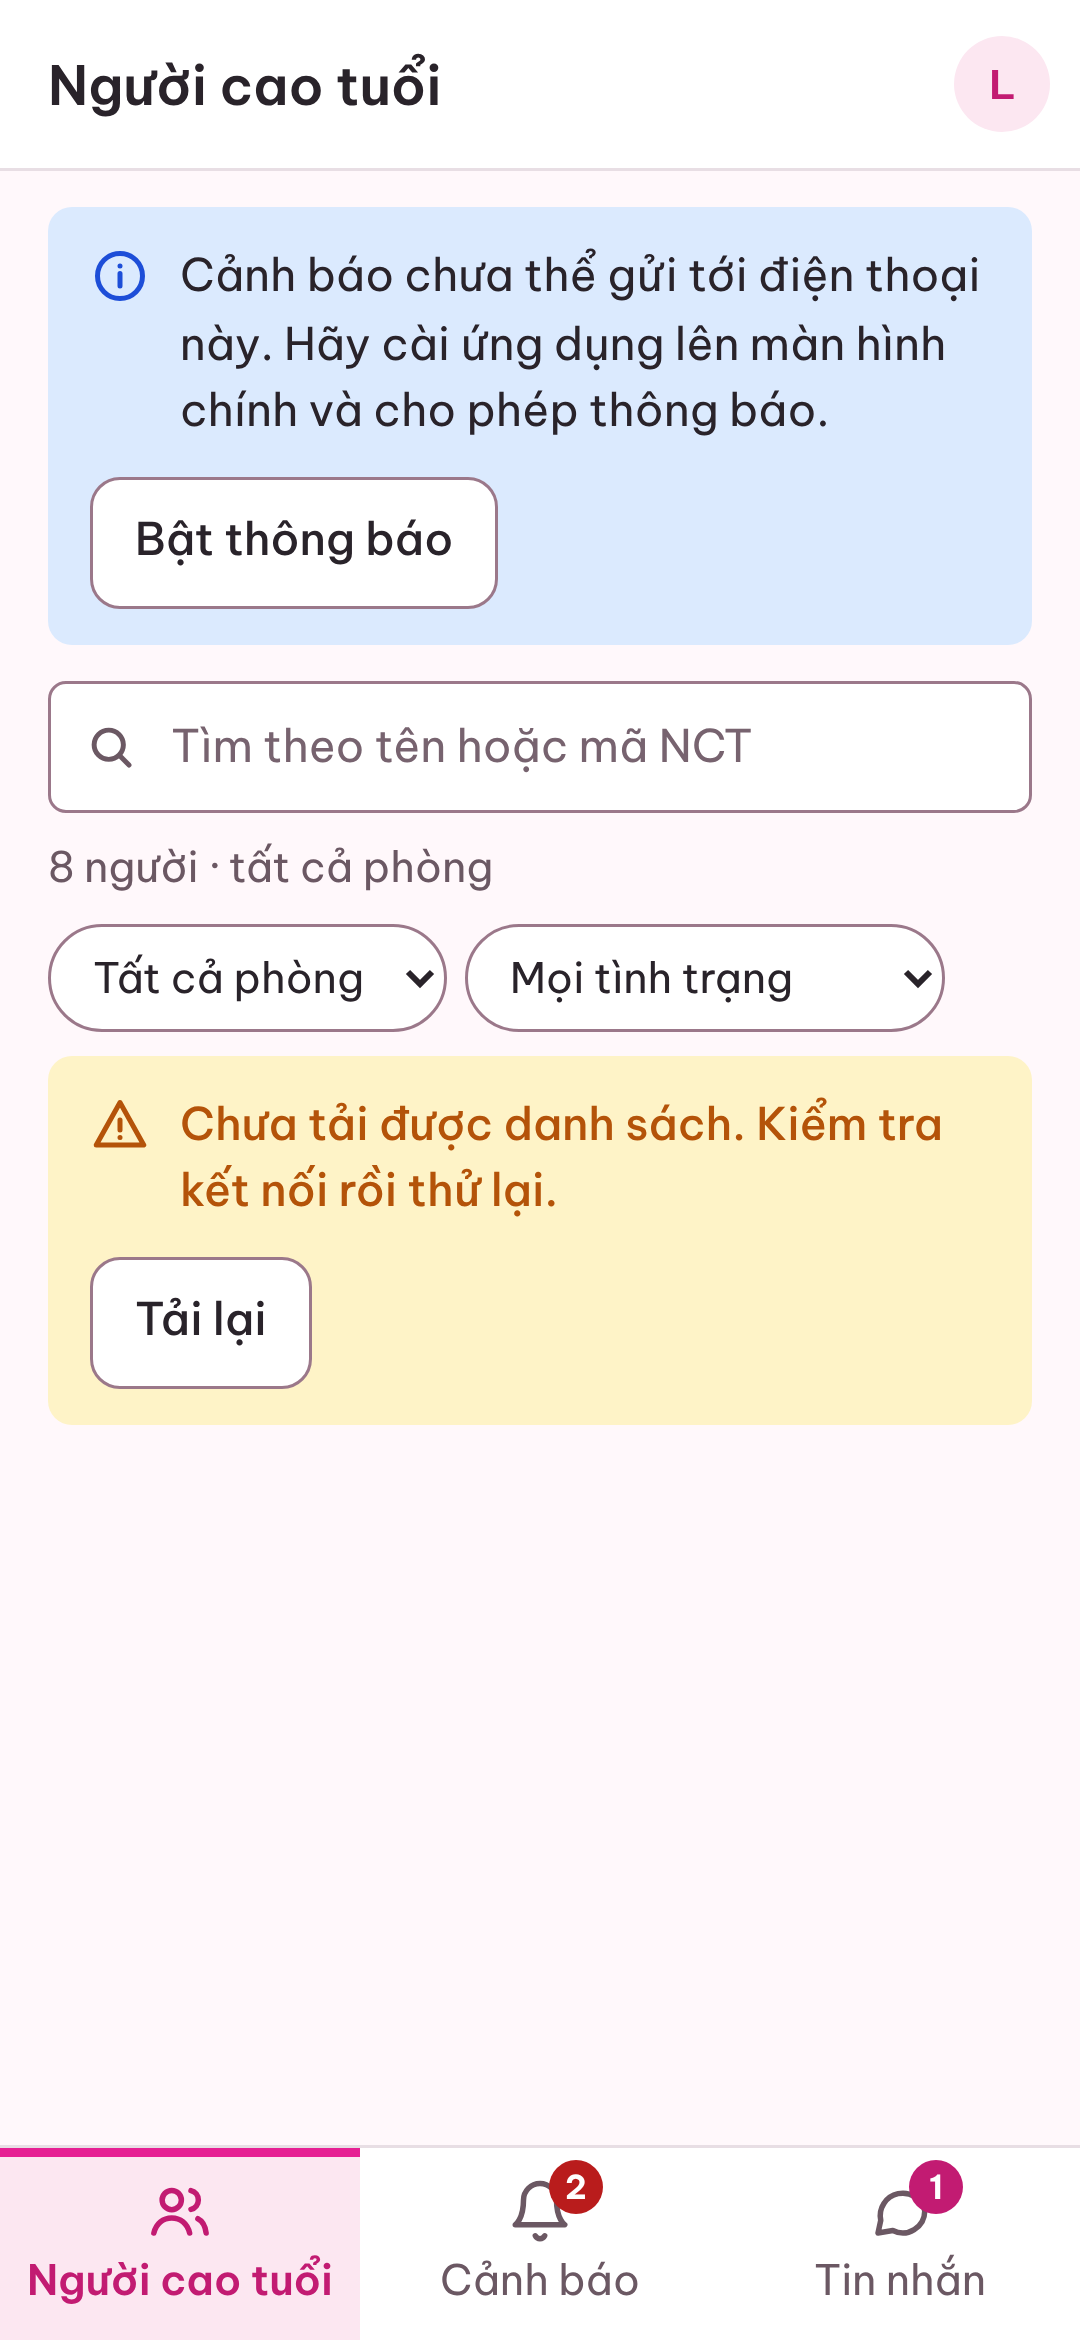 Người cao tuổi
L
Cảnh báo chưa thể gửi tới điện thoại
này. Hãy cài ứng dụng lên màn hình
chính và cho phép thông báo.
Bật thông báo
Tìm theo tên hoặc mã NCT
8 người · tất cả phòng
Tất cả phòng
Mọi tình trạng
Chưa tải được danh sách. Kiểm tra
kết nối rồi thử lại.
Tải lại
2
1
Người cao tuổi
Cảnh báo
Tin nhắn